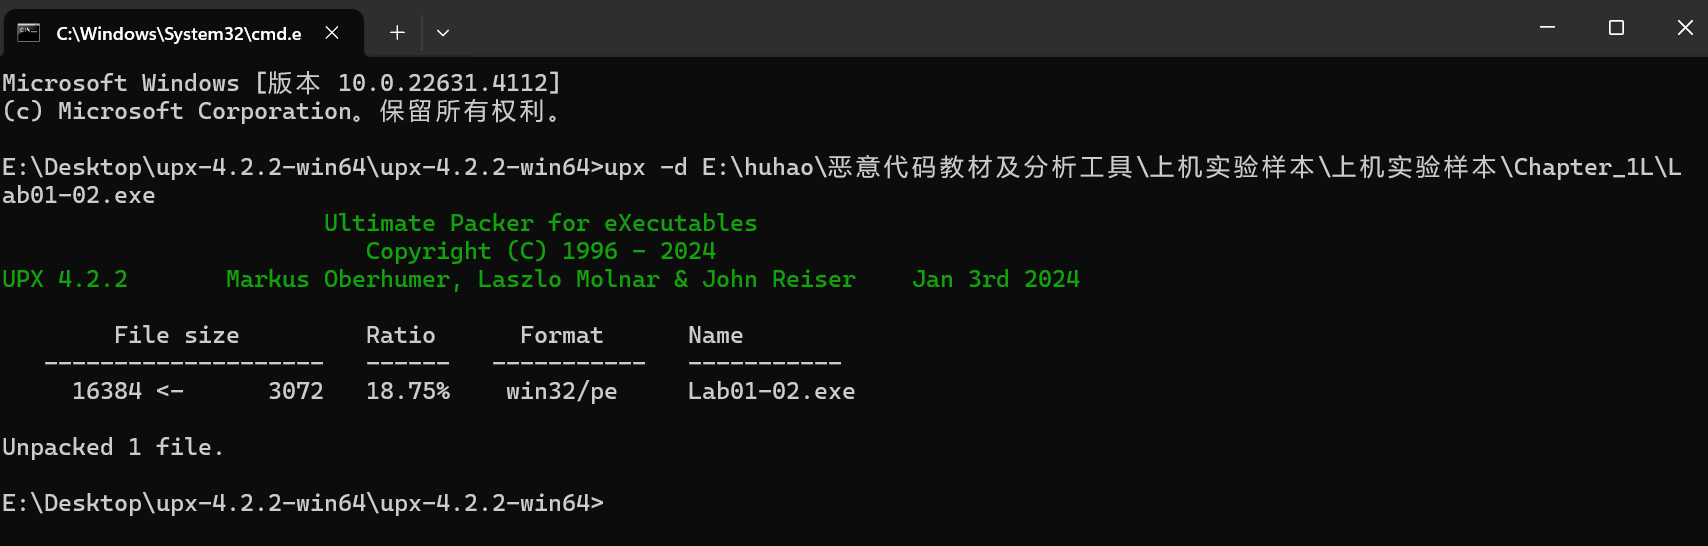 C:\Windows\System32\cmd.e
Microsoft Windows [版本 10.0.22631.4112]
(c) Microsoft Corporation。保留所有权利。
E:\Desktop\upx-4.2.2-win64\upx-4.2.2-win64>upx -d E:\huhao\恶意代码教材及分析工具\上机实验样本\上机实验样本\Chapter_1L\L
ab01-02.exe
Ultimate Packer for eXecutables
Copyright (C) 1996 - 2024
UPX 4.2.2       Markus Oberhumer, Laszlo Molnar & John Reiser    Jan 3rd 2024
File size         Ratio      Format      Name
--------------------   ------   -----------   -----------
16384 <-      3072   18.75%    win32/pe     Lab01-02.exe
Unpacked 1 file.
E:\Desktop\upx-4.2.2-win64\upx-4.2.2-win64>